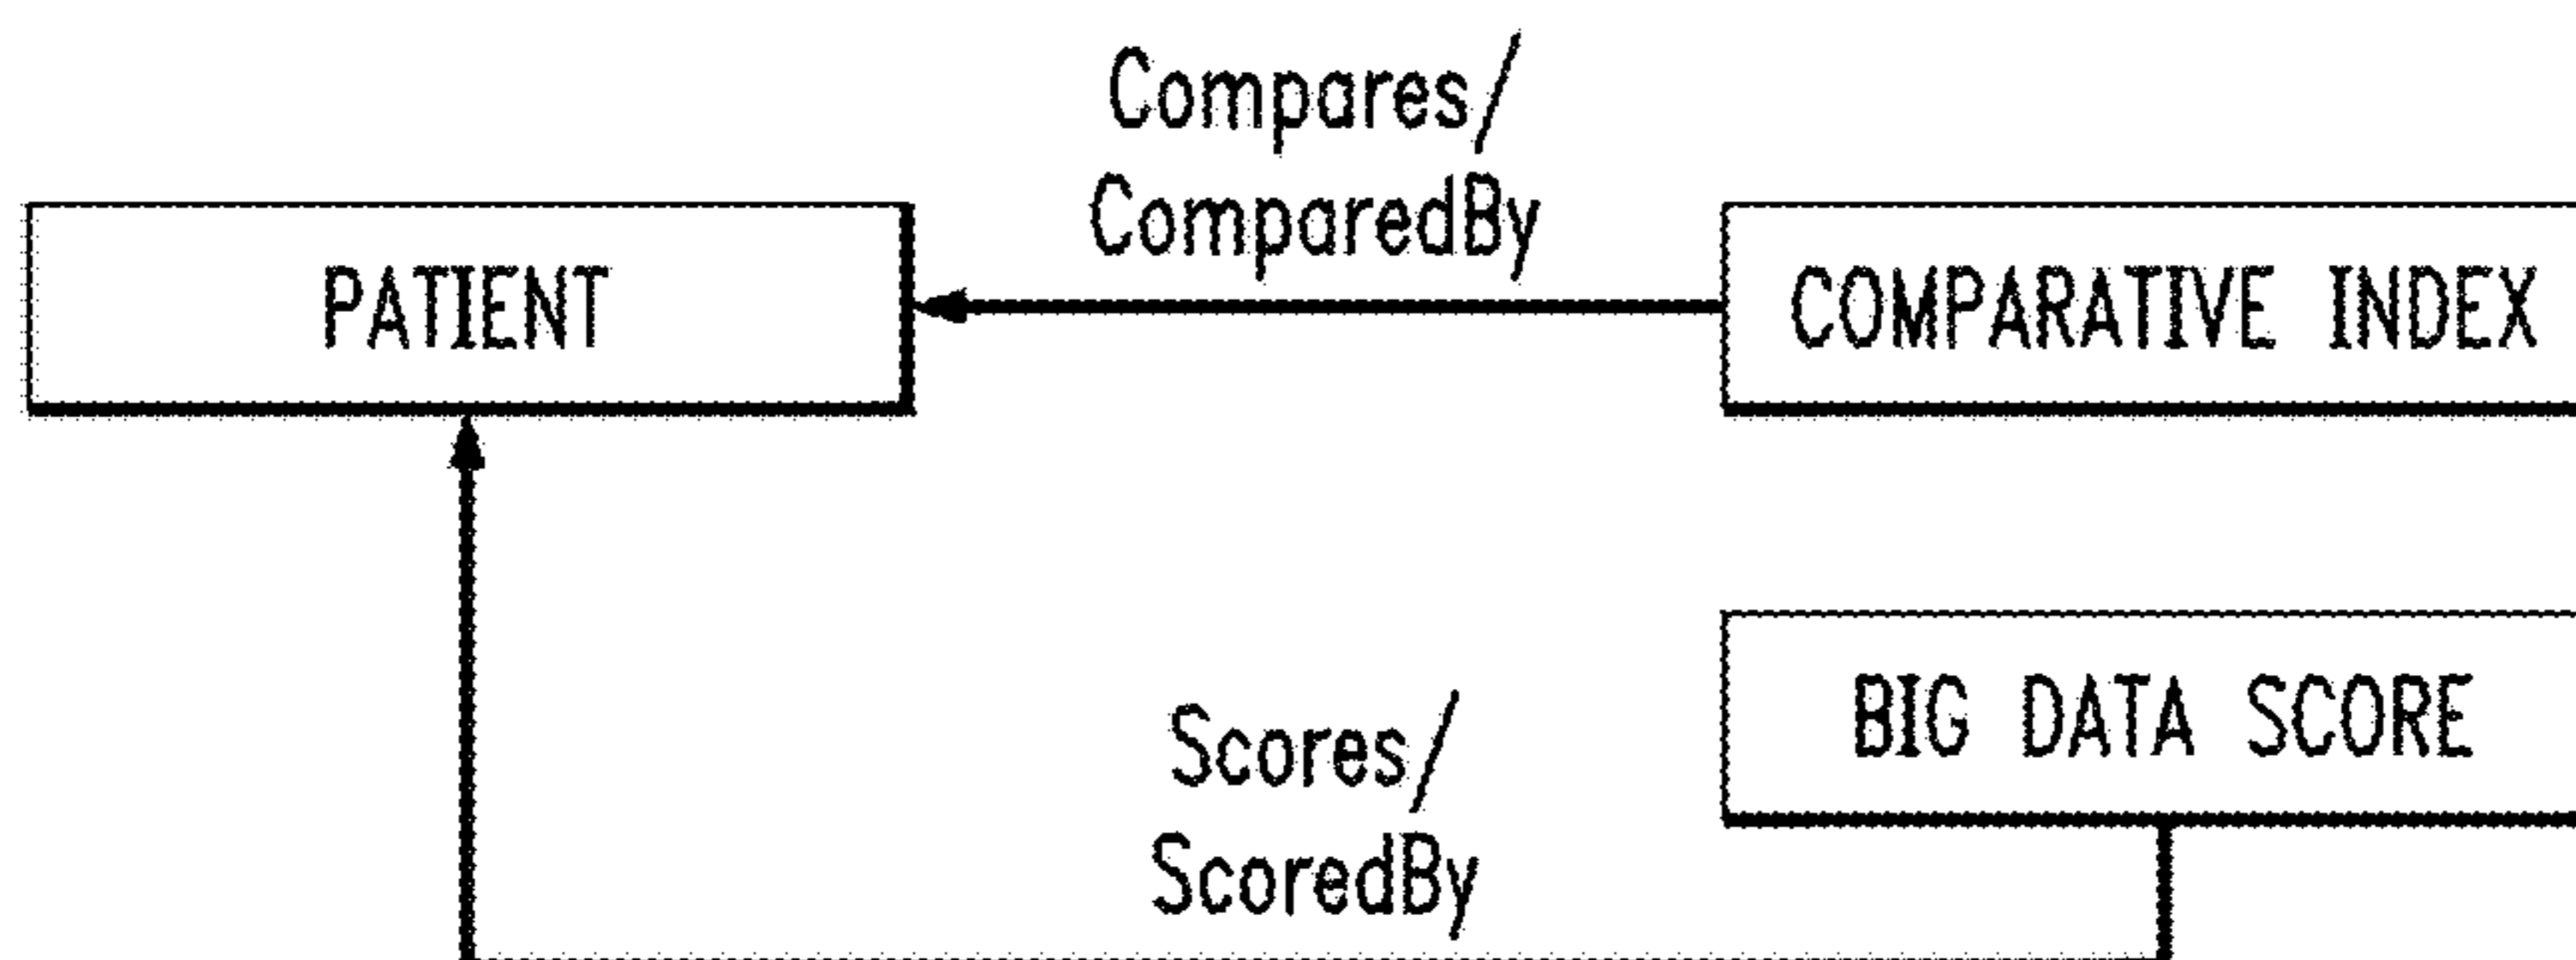 Compares/
ComparedBy
PATIENT
COMPARATIVE INDEX
BIG DATA SCORE
Scores/
ScoredBy